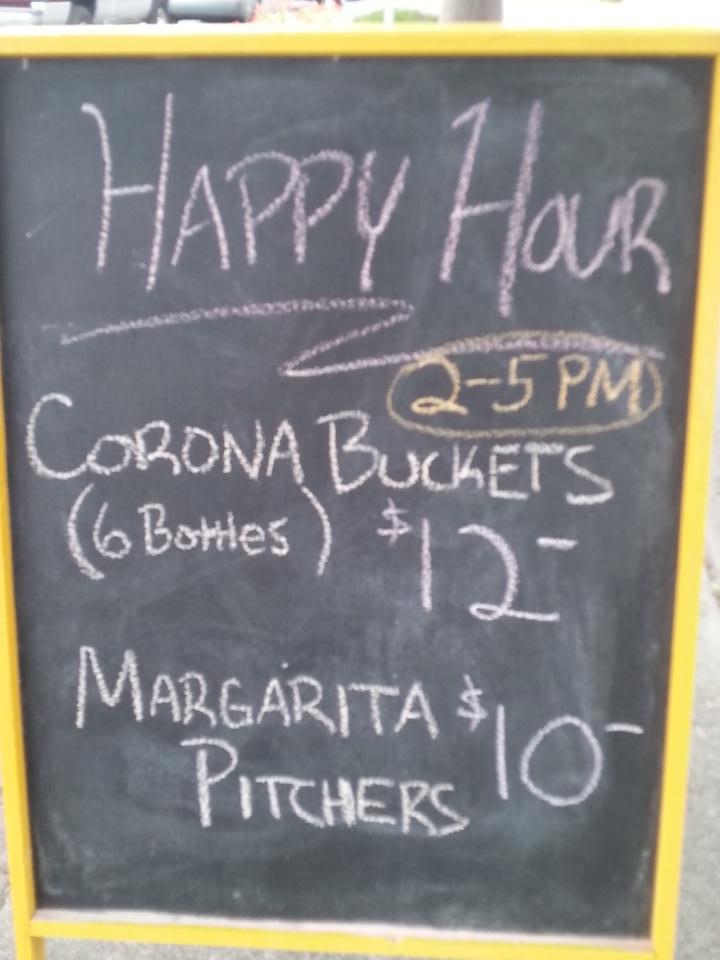 HAPPY HOUR
2-5 PM
CORONA BUCKETS
(6 Bottles) $12-
MARGARITA $10-
PITCHERS